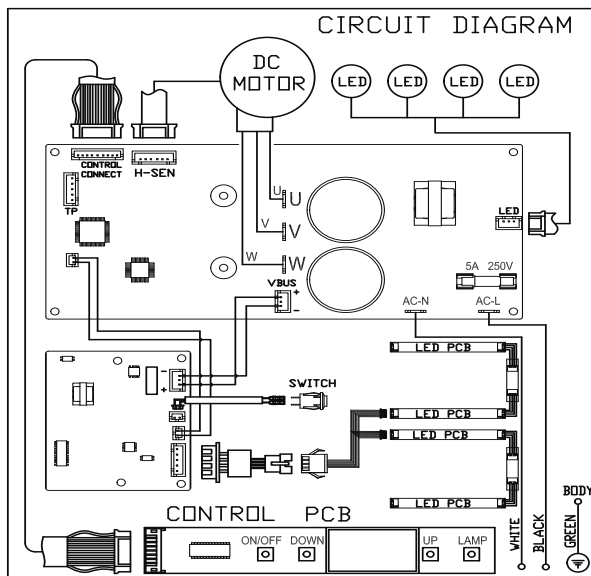 CIRCUIT DIAGRAM
DC
MOTOR
LED LED LED LED
CONTROL
CONNECT
H-SEN
TP
U U
V V
W W
LED
5A 250V
VBUS
+
-
AC-N AC-L
-
+
SWITCH
LED PCB
LED PCB
LED PCB
LED PCB
CONTROL PCB
ON/OFF DOWN UP LAMP
WHITE
BLACK
BODY
GREEN